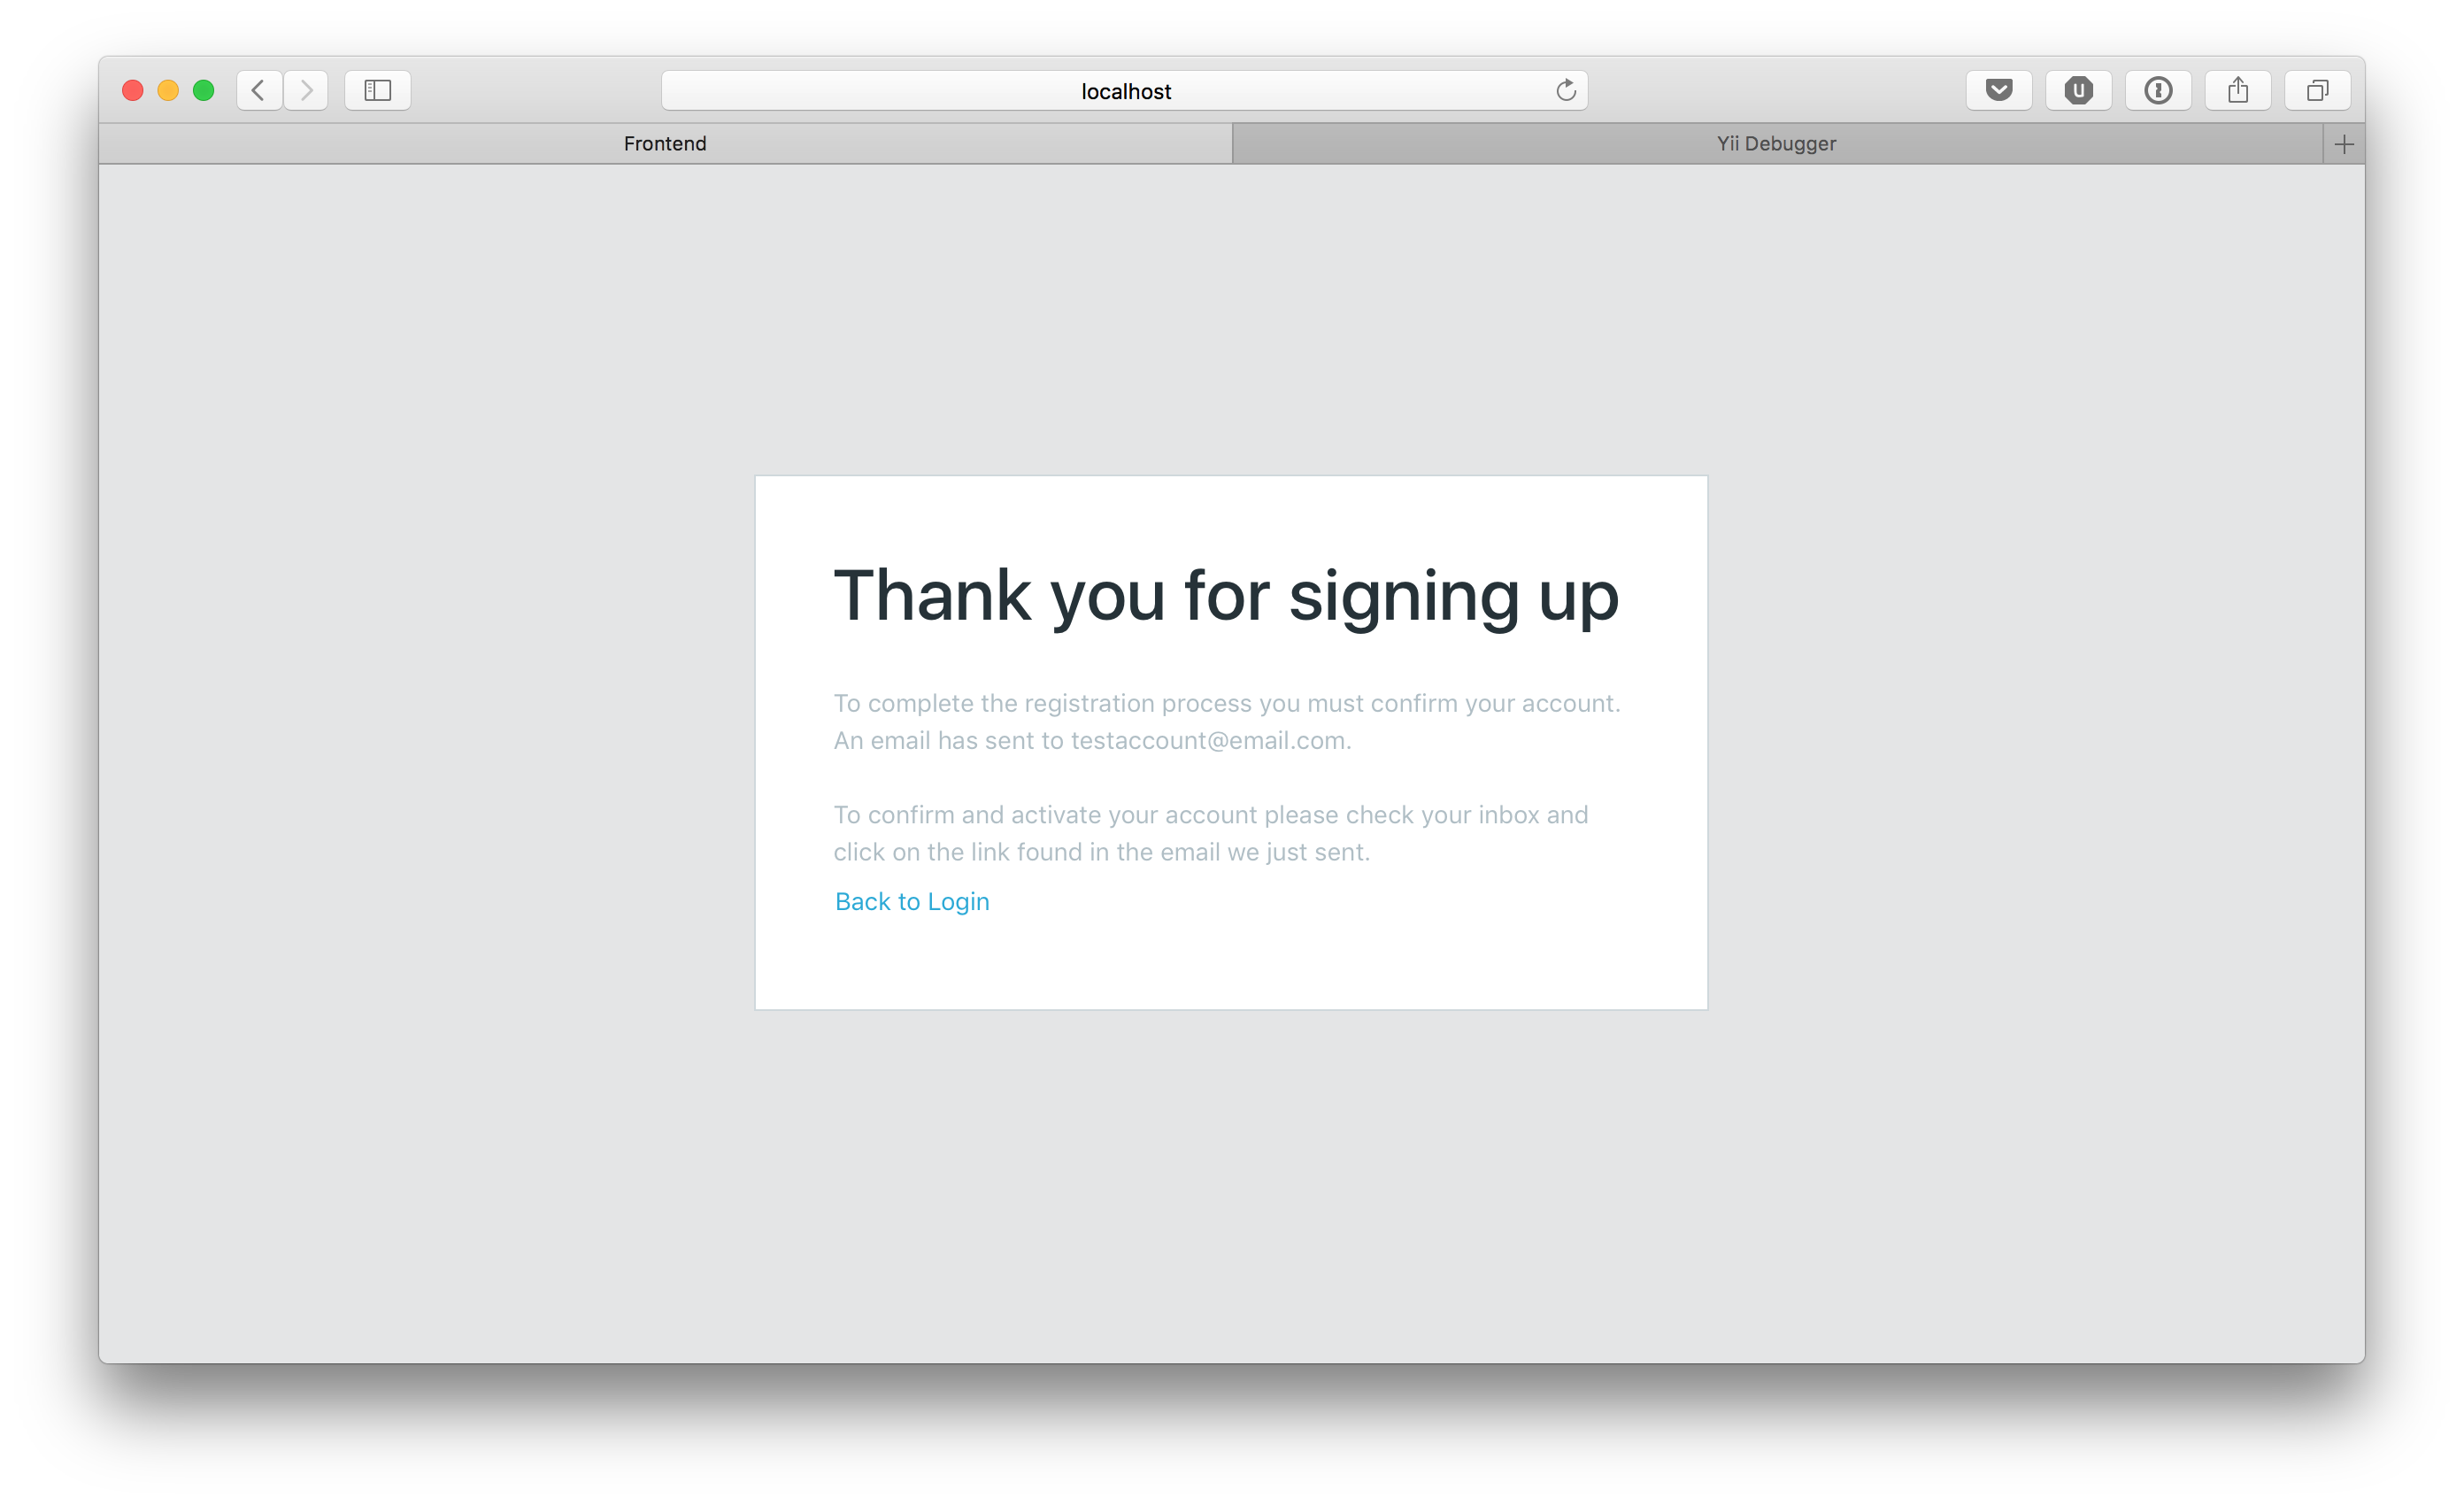 localhost
Frontend
Yii Debugger
Thank you for signing up
To complete the registration process you must confirm your account.
An email has sent to testaccount@email.com.
To confirm and activate your account please check your inbox and
click on the link found in the email we just sent.
Back to Login